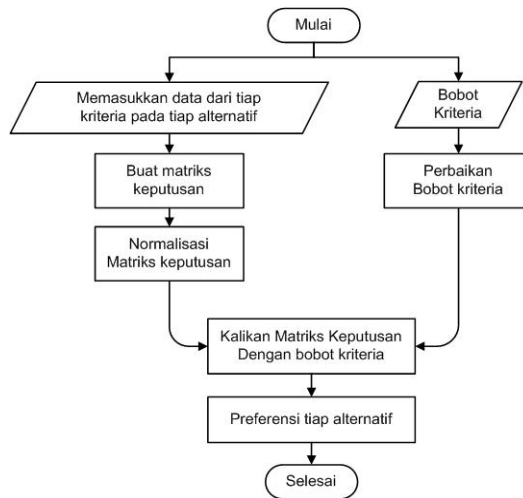 Mulai
Memasukkan data dari tiap
kriteria pada tiap alternatif
Bobot
Kriteria
Buat matriks
keputusan
Perbaikan
Bobot kriteria
Normalisasi
Matriks keputusan
Kalikan Matriks Keputusan
Dengan bobot kriteria
Preferensi tiap alternatif
Selesai